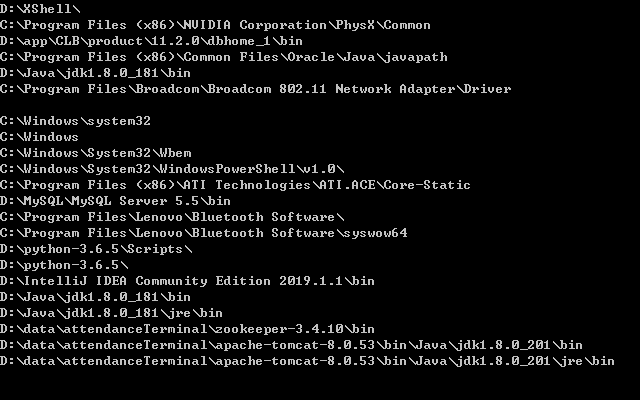 D:\XShell\
C:\Program Files (x86)\NVIDIA Corporation\PhysX\Common
D:\app\CLB\product\11.2.0\dbhome_1\bin
C:\Program Files (x86)\Common Files\Oracle\Java\javapath
D:\Java\jdk1.8.0_181\bin
C:\Program Files\Broadcom\Broadcom 802.11 Network Adapter\Driver
C:\Windows\system32
C:\Windows
C:\Windows\System32\Wbem
C:\Windows\System32\WindowsPowerShell\v1.0\
C:\Program Files (x86)\ATI Technologies\ATI.ACE\Core-Static
D:\MySQL\MySQL Server 5.5\bin
C:\Program Files\Lenovo\Bluetooth Software\
C:\Program Files\Lenovo\Bluetooth Software\syswow64
D:\python-3.6.5\Scripts\
D:\python-3.6.5\
D:\IntelliJ IDEA Community Edition 2019.1.1\bin
D:\Java\jdk1.8.0_181\bin
D:\Java\jdk1.8.0_181\jre\bin
D:\data\attendanceTerminal\zookeeper-3.4.10\bin
D:\data\attendanceTerminal\apache-tomcat-8.0.53\bin\Java\jdk1.8.0_201\bin
D:\data\attendanceTerminal\apache-tomcat-8.0.53\bin\Java\jdk1.8.0_201\jre\bin